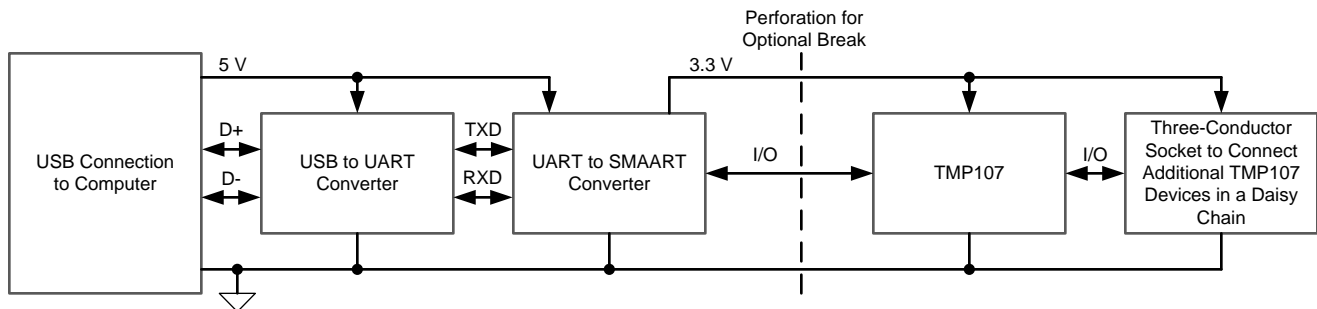 Perforation for
Optional Break
5 V
3.3 V
USB Connection
to Computer
D+
D-
USB to UART
Converter
TXD
RXD
UART to SMAART
Converter
I/O
TMP107
I/O
Three-Conductor
Socket to Connect
Additional TMP107
Devices in a Daisy
Chain